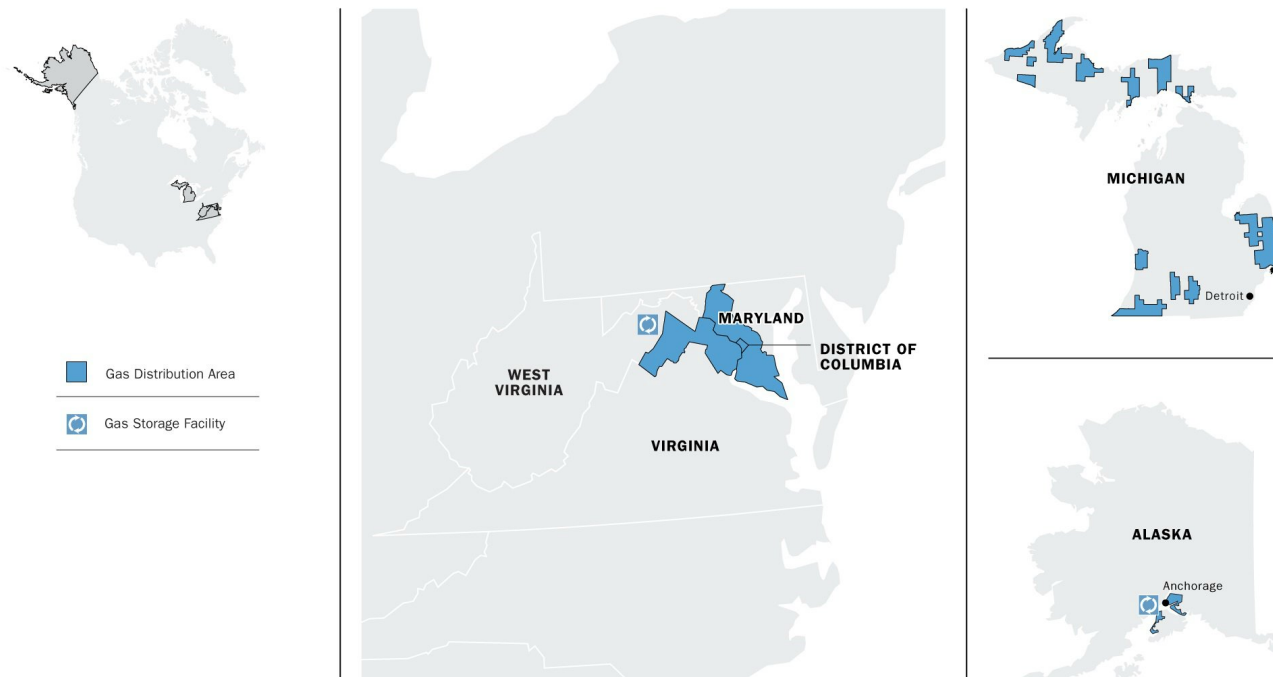 Gas Distribution Area
Gas Storage Facility
MARYLAND
DISTRICT OF
COLUMBIA
WEST
VIRGINIA
VIRGINIA
MICHIGAN
Detroit
ALASKA
Anchorage